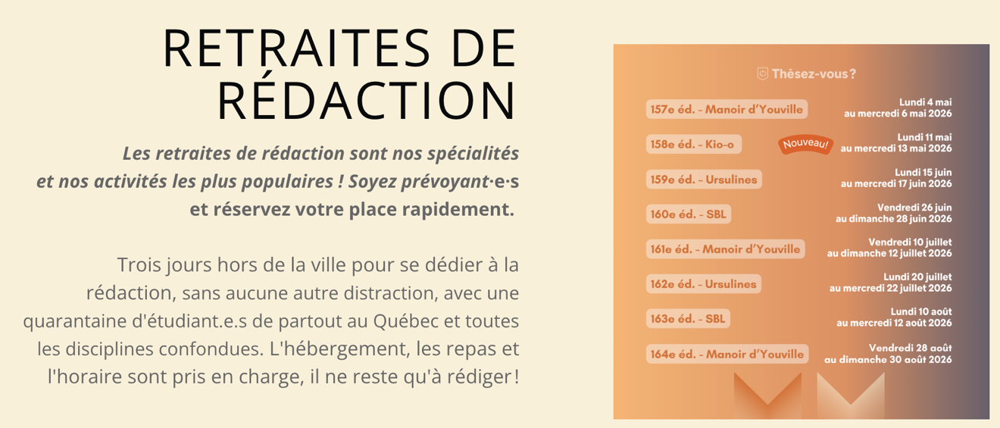 RETRAITES DE
RÉDACTION
Les retraites de rédaction sont nos spécialités
et nos activités les plus populaires ! Soyez prévoyant·e·s
et réservez votre place rapidement.
Trois jours hors de la ville pour se dédier à la
rédaction, sans aucune autre distraction, avec une
quarantaine d'étudiant.e.s de partout au Québec et toutes
les disciplines confondues. L'hébergement, les repas et
l'horaire sont pris en charge, il ne reste qu'à rédiger!
Thèsez-vous?
157e éd. - Manoir d'Youville
Lundi 4 mai
au mercredi 6 mai 2026
158e éd. - Kio-o
Nouveau!
Lundi 11 mai
au mercredi 13 mai 2026
159e éd. - Ursulines
Lundi 15 juin
au mercredi 17 juin 2026
160e éd. - SBL
Vendredi 26 juin
au dimanche 28 juin 2026
161e éd. - Manoir d'Youville
Vendredi 10 juillet
au dimanche 12 juillet 2026
162e éd. - Ursulines
Lundi 20 juillet
au mercredi 22 juillet 2026
163e éd. - SBL
Lundi 10 août
au mercredi 12 août 2026
164e éd. - Manoir d'Youville
Vendredi 28 août
au dimanche 30 août 2026